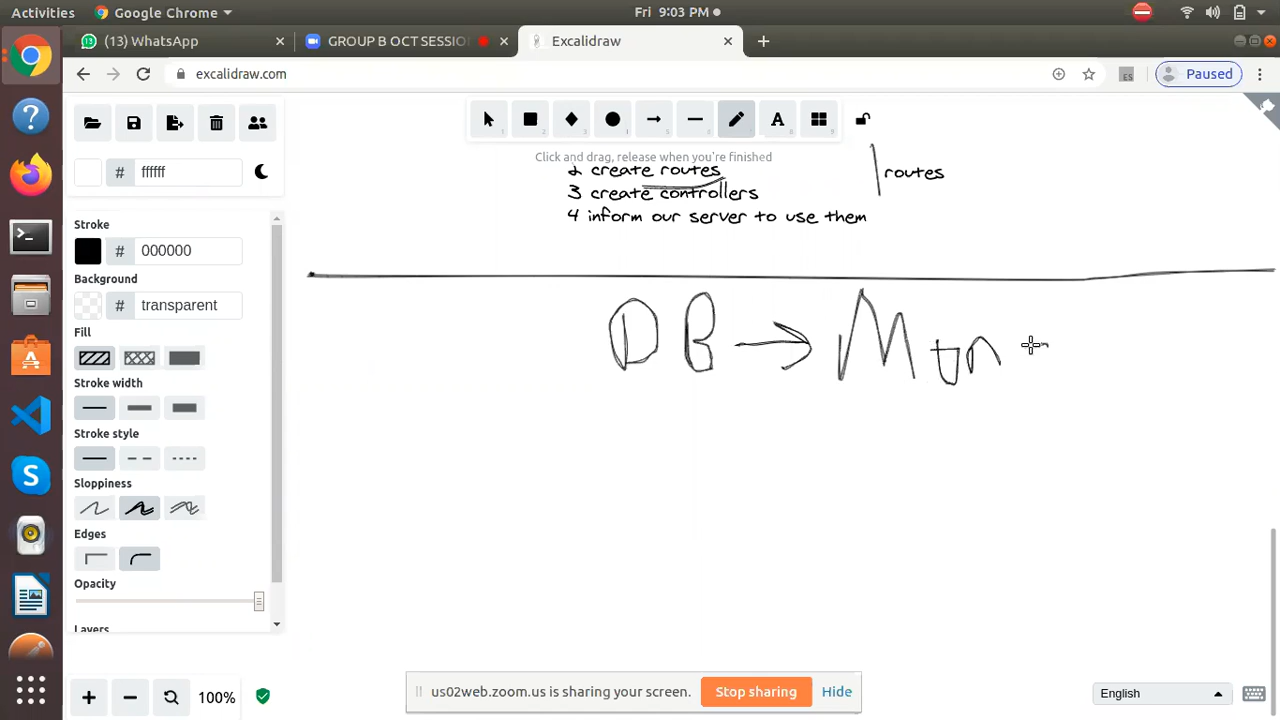 Activities Google Chrome Fri 9:03 PM
(13) WhatsApp GROUP B OCT SESSION Excalidraw
excalidraw.com ES Paused
Click and drag, release when you're finished
# ffffff
2 create routes
routes
3 create controllers
4 inform our server to use them
Stroke
# 000000
Background
# transparent
Fill
Stroke width
Stroke style
Sloppiness
Edges
Opacity
Layers
DB → Mon
100%
us02web.zoom.us is sharing your screen. Stop sharing Hide
English